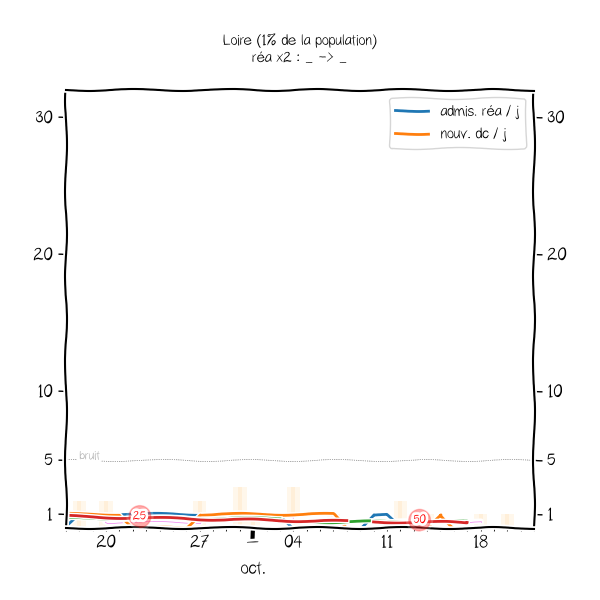 Loire (1% de la population)
réa x2 : _ -> _
admis. réa / j
nouv. dc / j
30
30
20
20
10
10
5
bruit
5
1
25
50
1
20
27
04
11
18
oct.